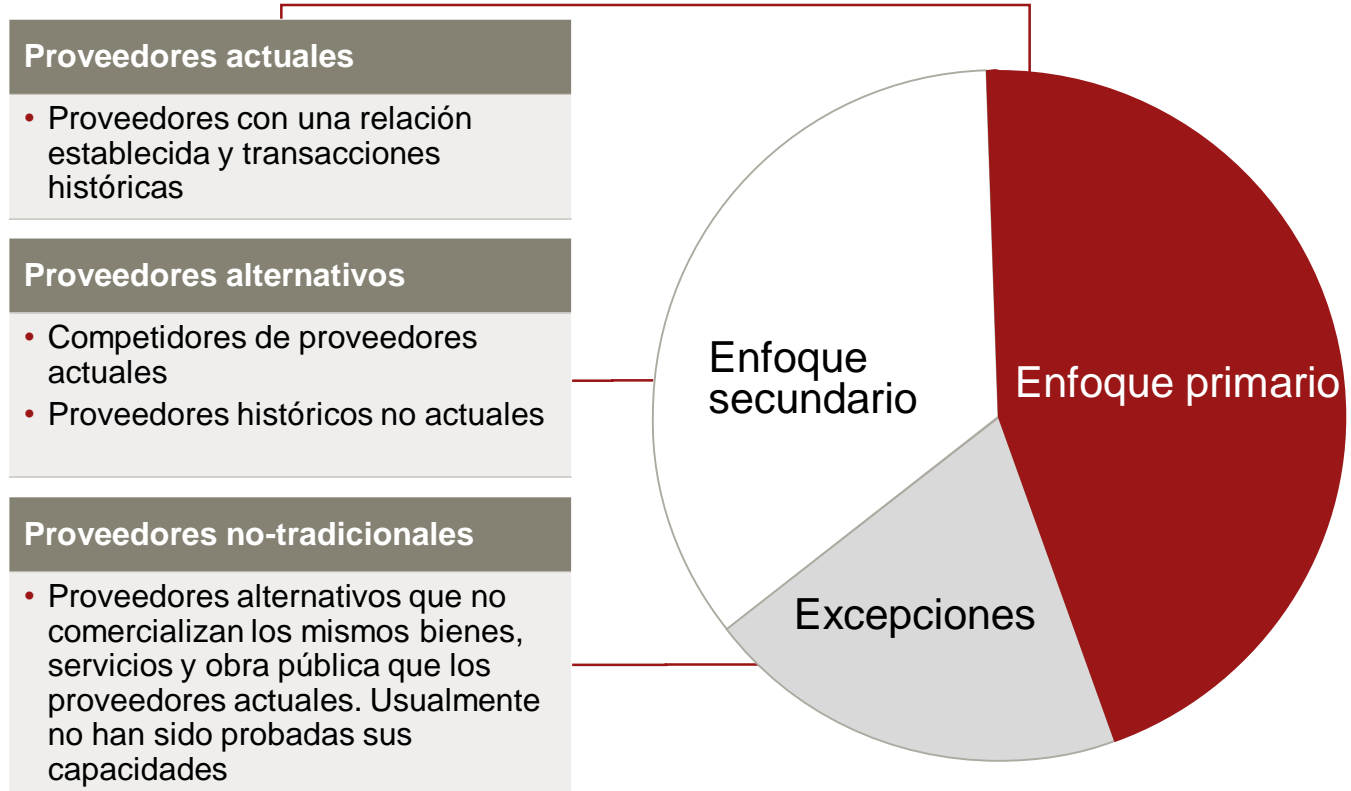 Proveedores actuales
• Proveedores con una relación
establecida y transacciones
históricas
Proveedores alternativos
• Competidores de proveedores
actuales
• Proveedores históricos no actuales
Proveedores no-tradicionales
• Proveedores alternativos que no
comercializan los mismos bienes,
servicios y obra pública que los
proveedores actuales. Usualmente
no han sido probadas sus
capacidades
Enfoque
secundario
Enfoque primario
Excepciones